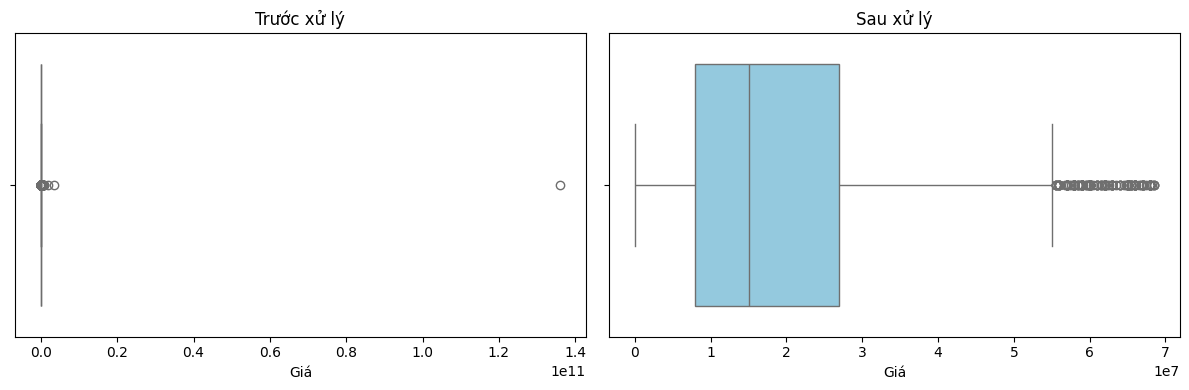 Trước xử lý
Sau xử lý
0.0 0.2 0.4 0.6 0.8 1.0 1.2 1.4
1e11
Giá
0 1 2 3 4 5 6 7
1e7
Giá